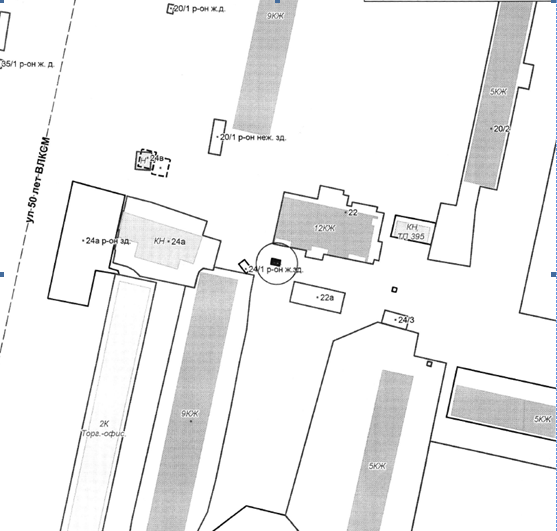 20/1 р-он ж.д.
9КЖ
35/1 р-он ж. д.
5КЖ
20/2
20/1 р-он неж. зд.
24в
ул 50 лет ВЛКСМ
22
12КЖ
КН
ТП 395
24а р-он зд.
КН 24а
24/1 р-он ж.зд.
22а
24/3
9КЖ
2К
Торг.-офис.
5КЖ
5КЖ